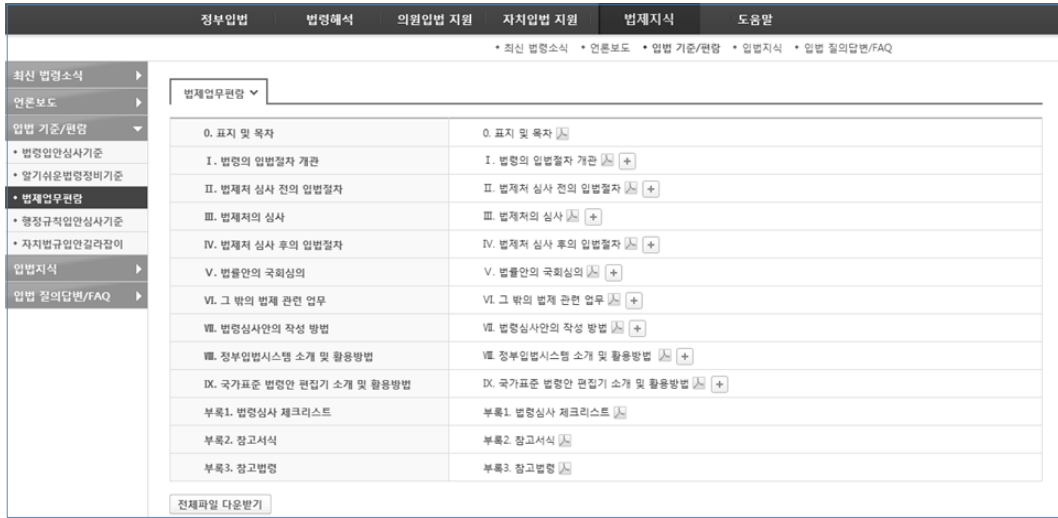 정부입법 법령해석 의원입법 지원 자치입법 지원 법제지식 도움말
• 최신 법령소식 • 언론보도 • 입법 기준/편람 • 입법지식 • 입법 질의답변/FAQ
최신 법령소식
언론보도
입법 기준/편람
• 법령입안심사기준
• 알기쉬운법령정비기준
• 법제업무편람
• 행정규칙입안심사기준
• 자치법규입안길라잡이
입법지식
입법 질의답변/FAQ
법제업무편람
0. 표지 및 목차 0. 표지 및 목차
Ⅰ. 법령의 입법절차 개관 Ⅰ. 법령의 입법절차 개관
Ⅱ. 법제처 심사 전의 입법절차 Ⅱ. 법제처 심사 전의 입법절차
Ⅲ. 법제처의 심사 Ⅲ. 법제처의 심사
Ⅳ. 법제처 심사 후의 입법절차 Ⅳ. 법제처 심사 후의 입법절차
Ⅴ. 법률안의 국회심의 Ⅴ. 법률안의 국회심의
Ⅵ. 그 밖의 법제 관련 업무 Ⅵ. 그 밖의 법제 관련 업무
Ⅶ. 법령심사안의 작성 방법 Ⅶ. 법령심사안의 작성 방법
Ⅷ. 정부입법시스템 소개 및 활용방법 Ⅷ. 정부입법시스템 소개 및 활용방법
Ⅸ. 국가표준 법령안 편집기 소개 및 활용방법 Ⅸ. 국가표준 법령안 편집기 소개 및 활용방법
부록1. 법령심사 체크리스트 부록1. 법령심사 체크리스트
부록2. 참고서식 부록2. 참고서식
부록3. 참고법령 부록3. 참고법령
전체파일 다운받기